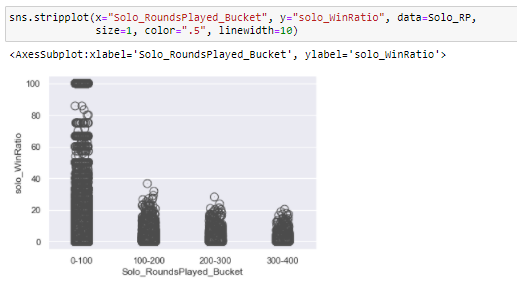 sns.stripplot(x="Solo_RoundsPlayed_Bucket", y="solo_WinRatio", data=Solo_RP,
size=1, color=".5", linewidth=10)
<AxesSubplot:xlabel='Solo_RoundsPlayed_Bucket', ylabel='solo_WinRatio'>
100
80
60
40
20
0
solo_WinRatio
0-100 100-200 200-300 300-400
Solo_RoundsPlayed_Bucket